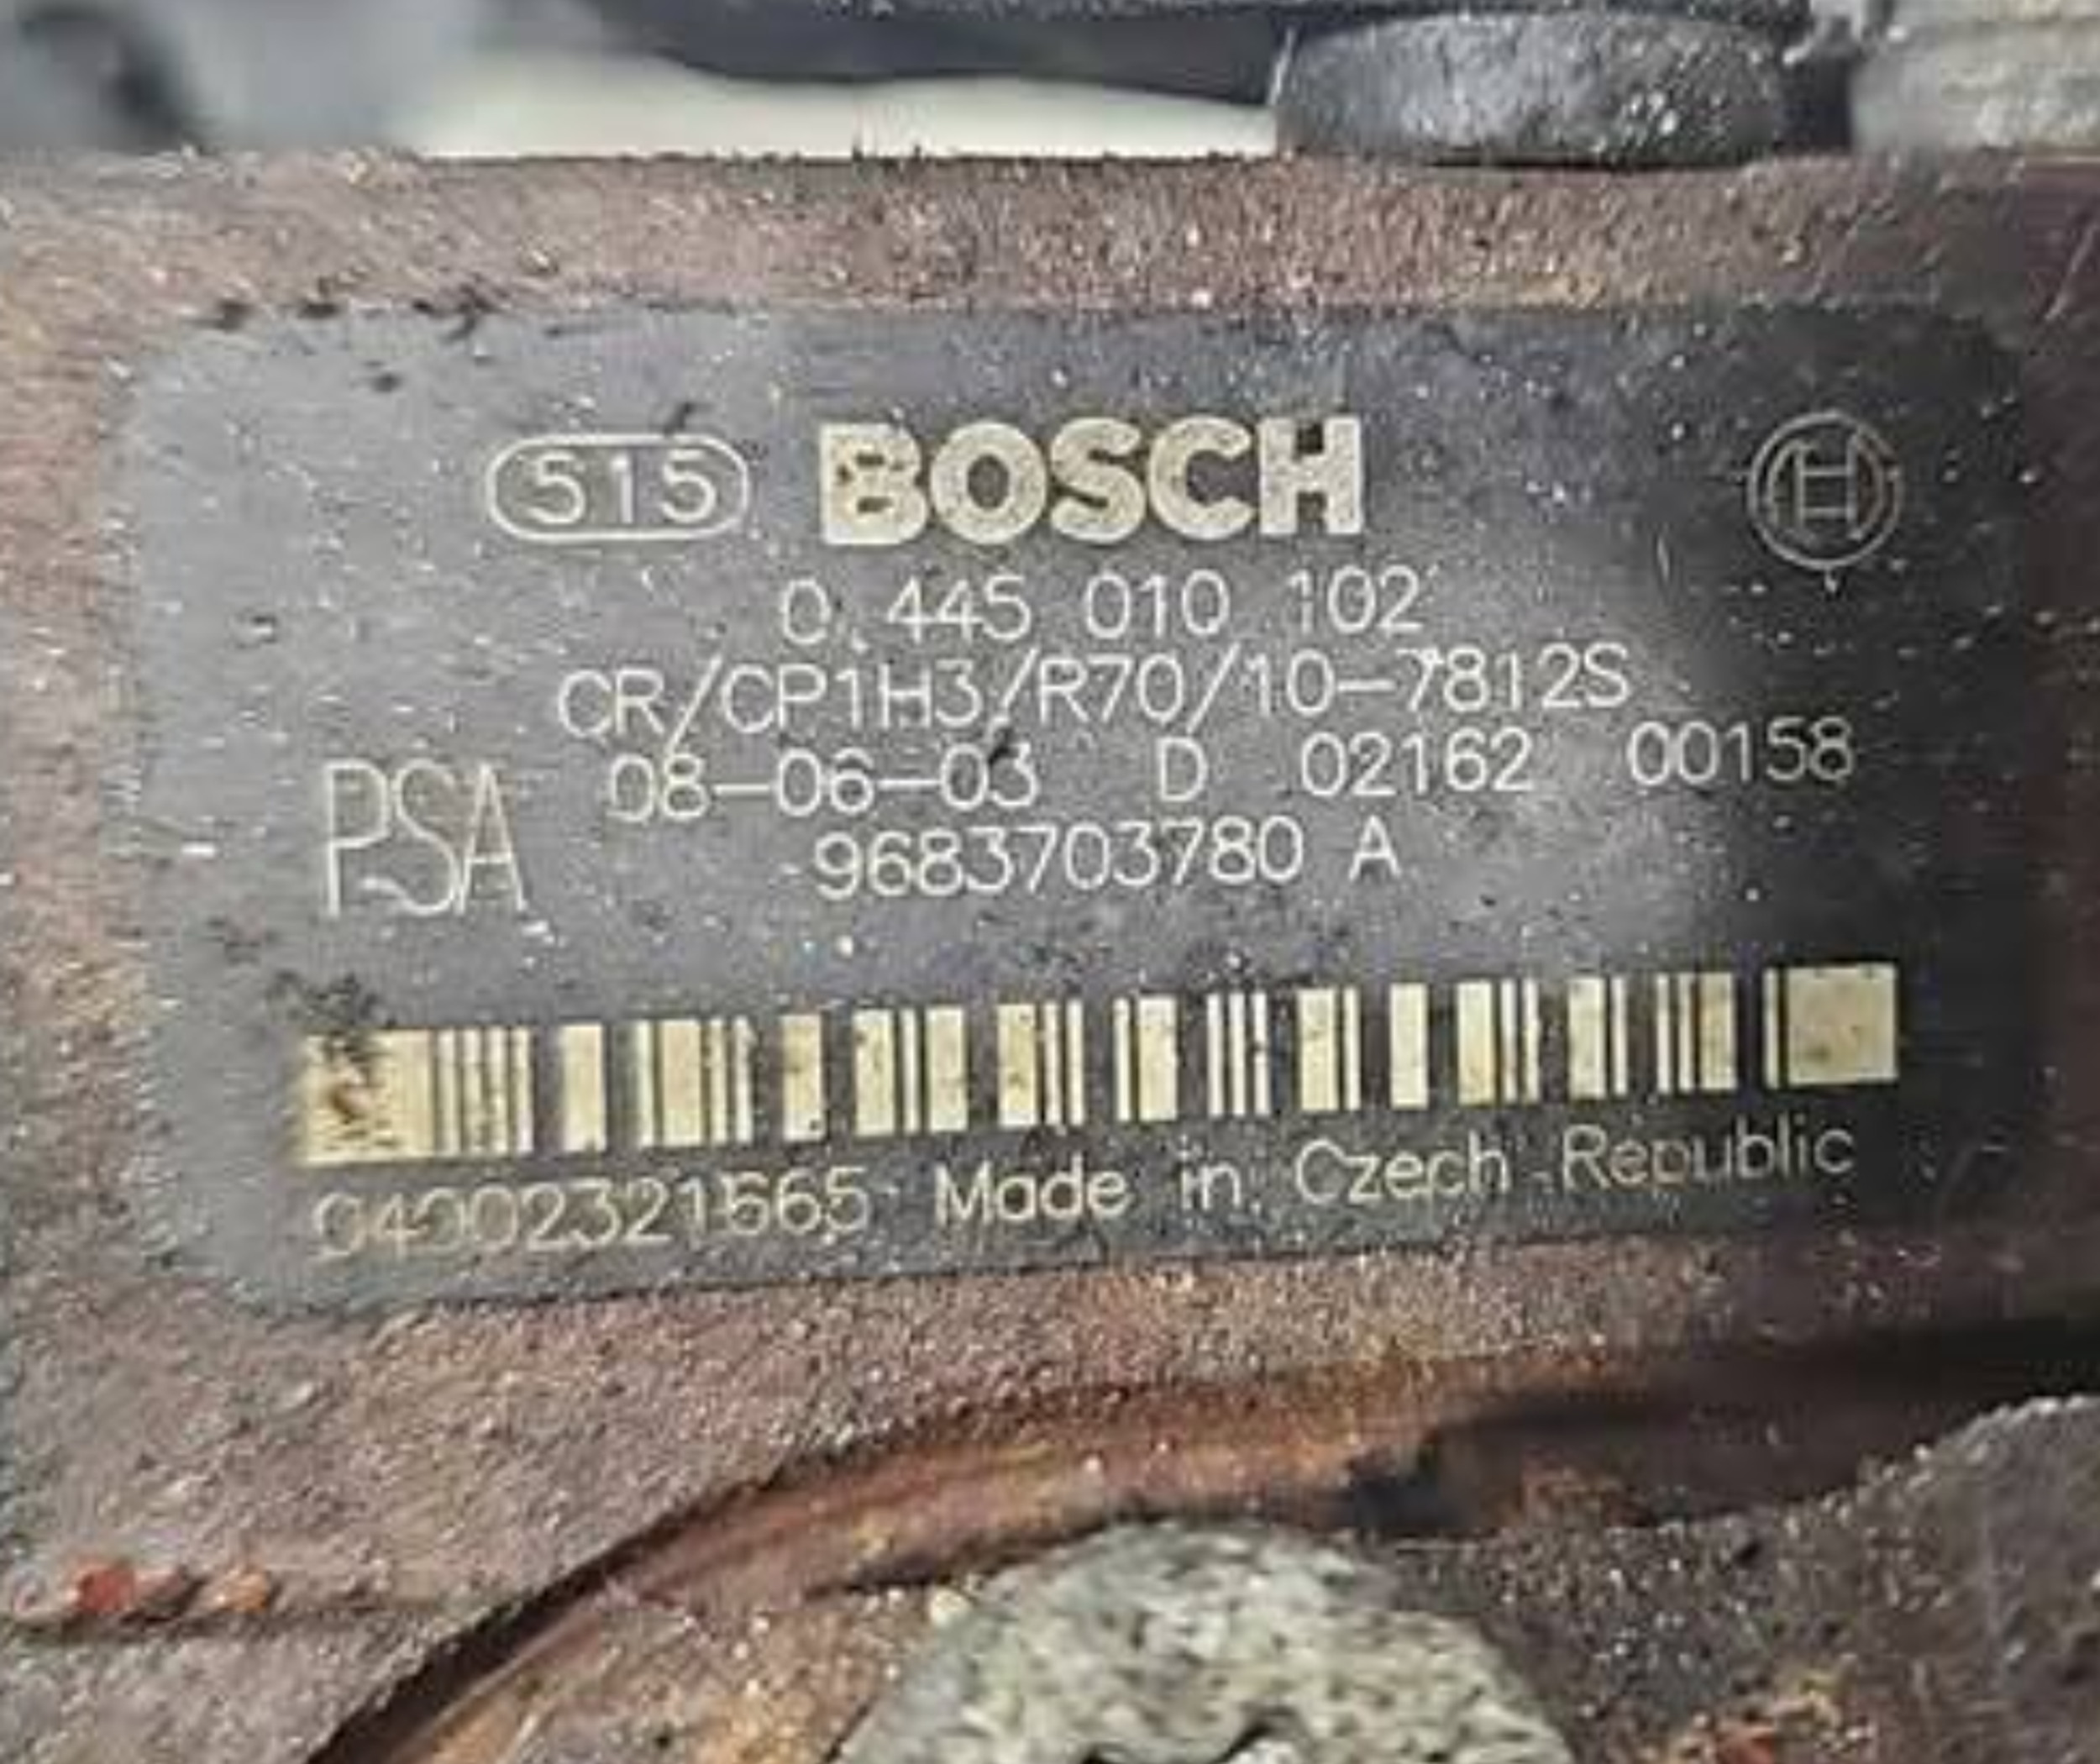 515 BOSCH
0 445 010 102
CR/CP1H3/R70/10-7812S
PSA 08-06-03 D 02162 00158
9683703780 A
04002321665 Made in Czech Republic